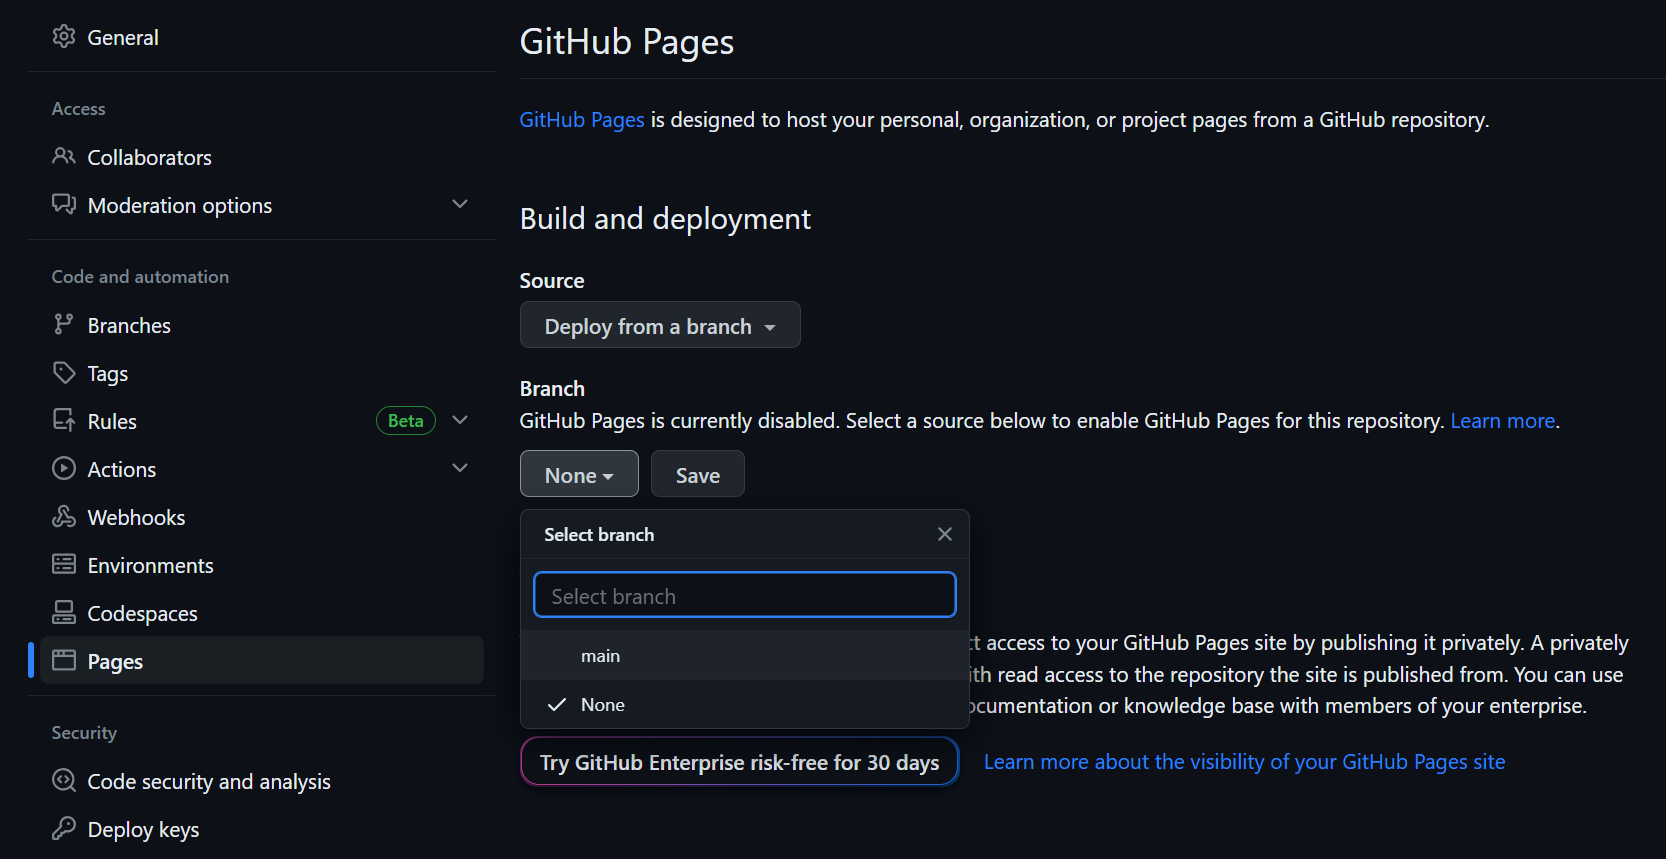 General
Access
Collaborators
Moderation options
Code and automation
Branches
Tags
Rules Beta
Actions
Webhooks
Environments
Codespaces
Pages
Security
Code security and analysis
Deploy keys
GitHub Pages
GitHub Pages is designed to host your personal, organization, or project pages from a GitHub repository.
Build and deployment
Source
Deploy from a branch
Branch
GitHub Pages is currently disabled. Select a source below to enable GitHub Pages for this repository. Learn more.
None Save
Select branch
Select branch
main
None
access to your GitHub Pages site by publishing it privately. A privately
read access to the repository the site is published from. You can use
or knowledge base with members of your enterprise.
Try GitHub Enterprise risk-free for 30 days Learn more about the visibility of your GitHub Pages site